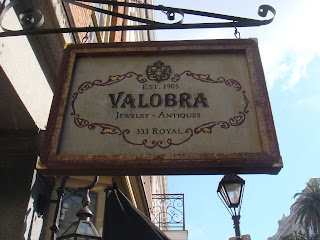 EST. 1905
VALOBRA
JEWELRY - ANTIQUES
333 ROYAL